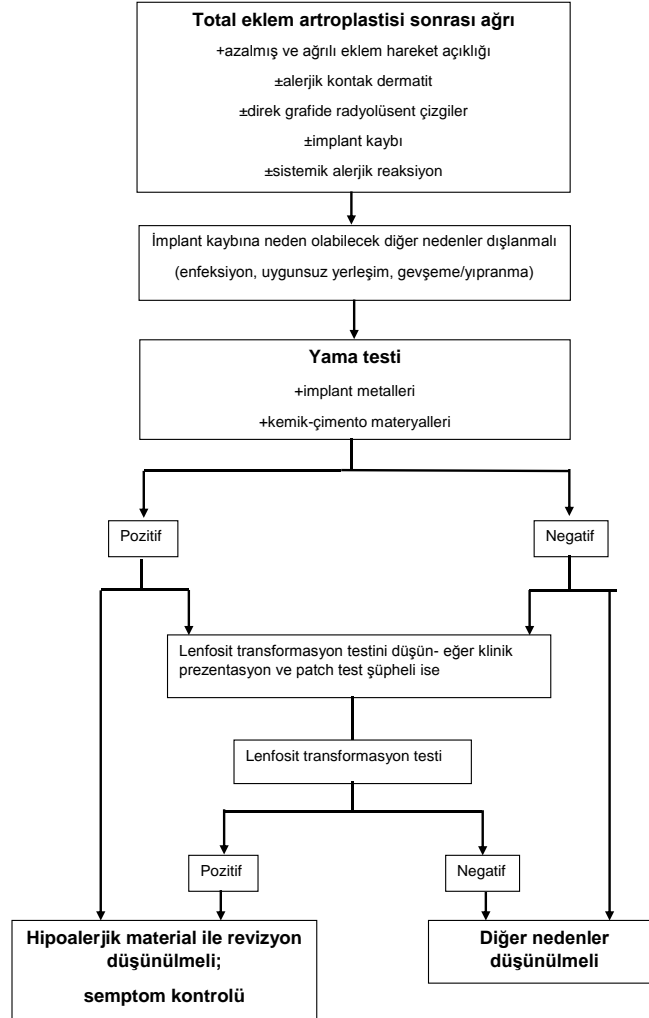 Total eklem artroplastisi sonrası ağrı
+azalmış ve ağrılı eklem hareket açıklığı
±alerjik kontak dermatit
±direk grafide radyolüsent çizgiler
±implant kaybı
±sistemik alerjik reaksiyon
İmplant kaybına neden olabilecek diğer nedenler dışlanmalı
(enfeksiyon, uygunsuz yerleşim, gevşeme/yıpranma)
Yama testi
+implant metalleri
+kemik-çimento materyalleri
Pozitif
Negatif
Lenfosit transformasyon testini düşün- eğer klinik
prezentasyon ve patch test şüpheli ise
Lenfosit transformasyon testi
Pozitif
Negatif
Hipoalerjik material ile revizyon
düşünülmeli;
semptom kontrolü
Diğer nedenler
düşünülmeli